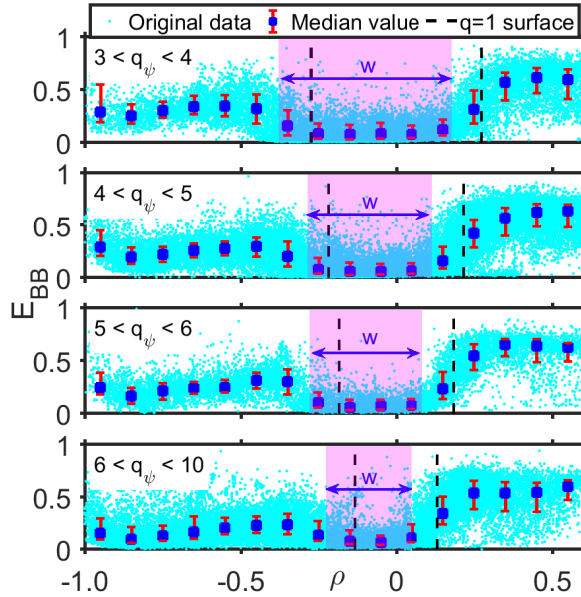 Original data Median value q=1 surface
1
3 < q_ψ < 4
w
0.5
0
1
4 < q_ψ < 5
w
0.5
0
E_BB
1
5 < q_ψ < 6
w
0.5
0
1
6 < q_ψ < 10
w
0.5
0
-1.0 -0.5 ρ 0 0.5